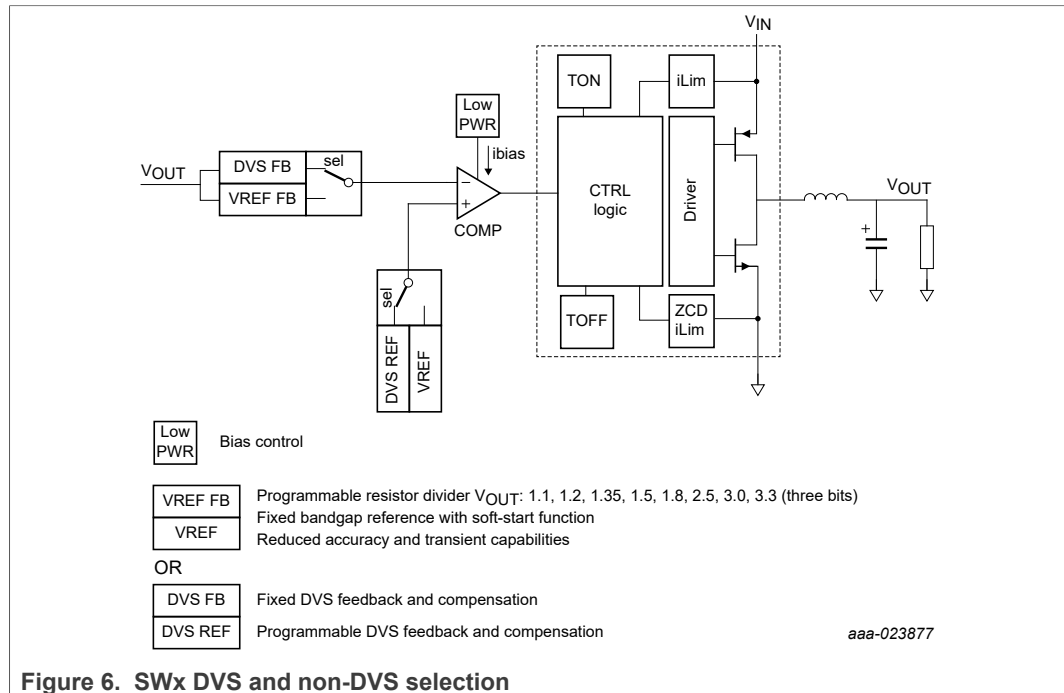 VIN
TON
iLim
Low
PWR
ibias
VOUT
DVS FB
sel
VREF FB
−
+
COMP
CTRL
logic
Driver
VOUT
+
sel
DVS REF
VREF
TOFF
ZCD
iLim
Low
PWR
Bias control
VREF FB
Programmable resistor divider VOUT: 1.1, 1.2, 1.35, 1.5, 1.8, 2.5, 3.0, 3.3 (three bits)
Fixed bandgap reference with soft-start function
VREF
Reduced accuracy and transient capabilities
OR
DVS FB
Fixed DVS feedback and compensation
DVS REF
Programmable DVS feedback and compensation
aaa-023877
Figure 6. SWx DVS and non-DVS selection